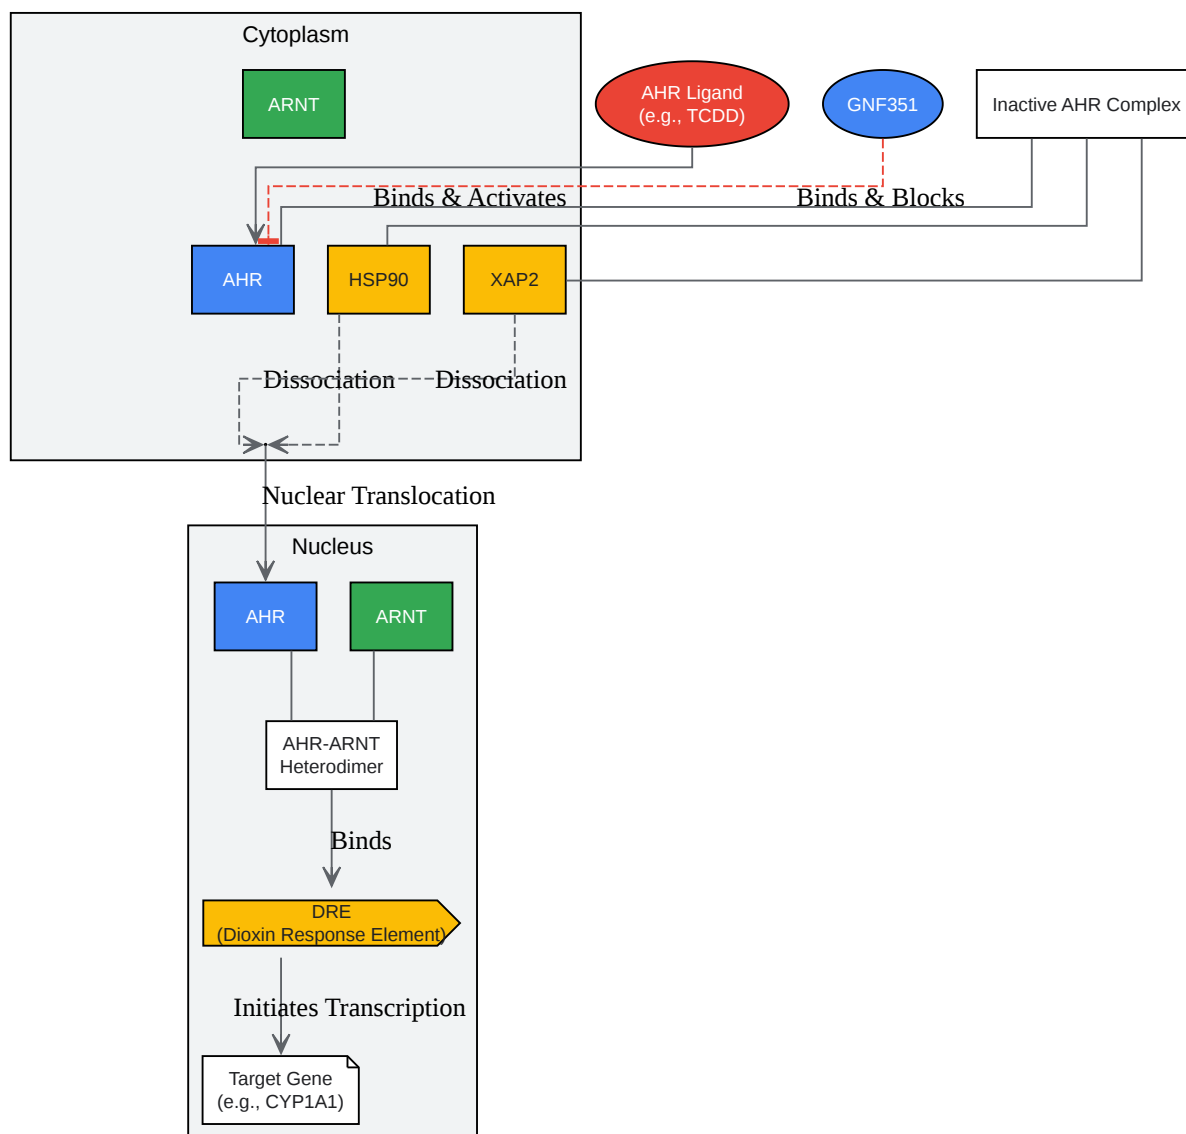 Cytoplasm
ARNT
AHR Ligand
(e.g., TCDD)
GNF351
Inactive AHR Complex
Binds & Activates
Binds & Blocks
AHR
HSP90
XAP2
Dissociation
Dissociation
Nuclear Translocation
Nucleus
AHR
ARNT
AHR-ARNT
Heterodimer
Binds
DRE
(Dioxin Response Element)
Initiates Transcription
Target Gene
(e.g., CYP1A1)